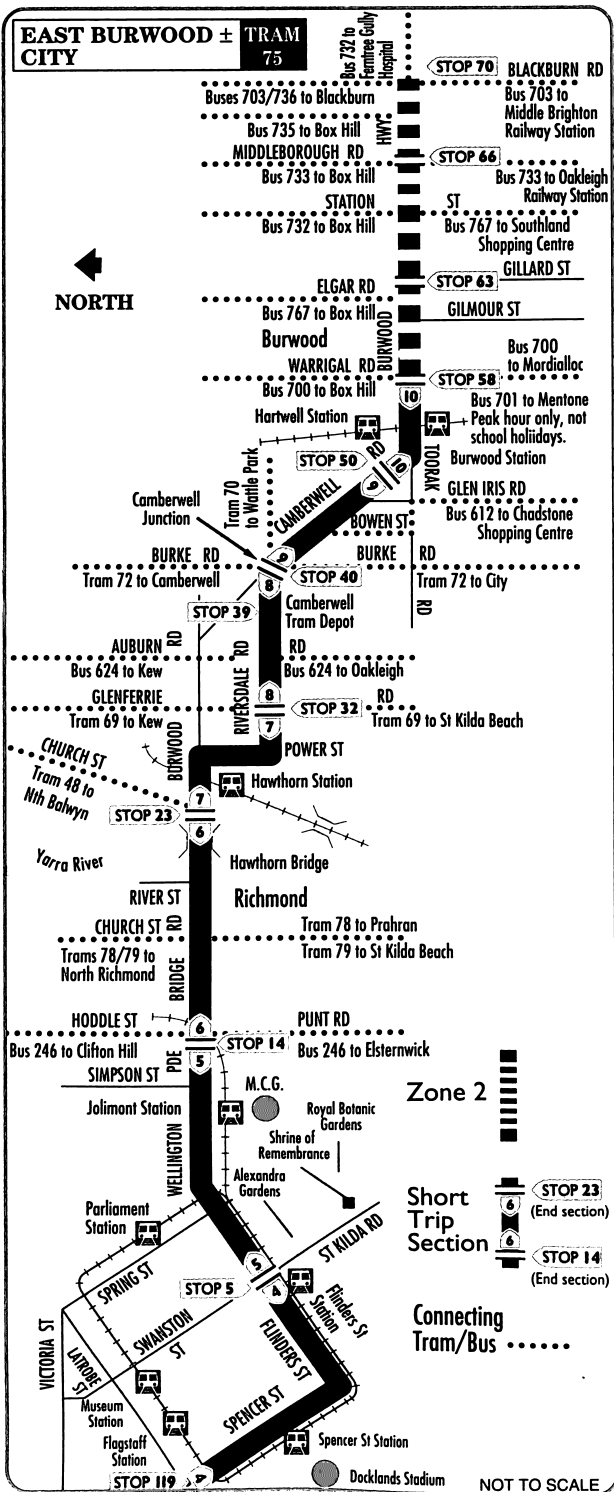 EAST BURWOOD ±
CITY
TRAM
75
Bus 732 to
Ferntree Gully
Hospital
STOP 70
BLACKBURN RD
Buses 703/736 to Blackburn
Bus 703 to
Middle Brighton
Railway Station
Bus 735 to Box Hill
HWY
MIDDLEBOROUGH RD
STOP 66
Bus 733 to Box Hill
Bus 733 to Oakleigh
Railway Station
STATION
ST
Bus 732 to Box Hill
Bus 767 to Southland
Shopping Centre
NORTH
ELGAR RD
STOP 63
GILLARD ST
Bus 767 to Box Hill
GILMOUR ST
Burwood
BURWOOD
WARRIGAL RD
Bus 700
to Mordialloc
STOP 58
Bus 700 to Box Hill
10
Bus 701 to Mentone
Peak hour only, not
school holiidays.
Hartwell Station
Burwood Station
STOP 50
RD
10
9
TOORAK
Tram 70
to Wattle Park
CAMBERWELL
GLEN IRIS RD
Bus 612 to Chadstone
Shopping Centre
Camberwell
Junction
BOWEN ST
BURKE RD
9
BURKE RD
Tram 72 to Camberwell
8
STOP 40
Tram 72 to City
STOP 39
Camberwell
Tram Depot
RD
AUBURN
RD
RD
RD
Bus 624 to Kew
Bus 624 to Oakleigh
GLENFERRIE
RIVERSDALE
8
RD
STOP 32
Tram 69 to Kew
7
Tram 69 to St Kilda Beach
BURWOOD
POWER ST
CHURCH ST
Tram 48 to
Nth Balwyn
Hawthorn Station
7
STOP 23
6
Yarra River
Hawthorn Bridge
RIVER ST
Richmond
CHURCH ST
RD
Tram 78 to Prahran
Trams 78/79 to
North Richmond
Tram 79 to St Kilda Beach
BRIDGE
HODDLE ST
6
PUNT RD
STOP 14
Bus 246 to Clifton Hill
PDE
5
Bus 246 to Elsternwick
SIMPSON ST
M.C.G.
Zone 2
Jolimont Station
Royal Botanic
Gardens
WELLINGTON
Shrine of
Remembrance
Alexandra
Gardens
Short
Trip
Section
STOP 23
(End section)
6
6
STOP 14
(End section)
Parliament
Station
ST KILDA RD
SPRING ST
5
STOP 5
4
Flinders St
Station
SWANSTON
ST
FLINDERS ST
Connecting
Tram/Bus
VICTORIA ST
LATROBE
ST
Museum
Station
SPENCER ST
Flagstaff
Station
Spencer St Station
STOP 119
4
Docklands Stadium
NOT TO SCALE